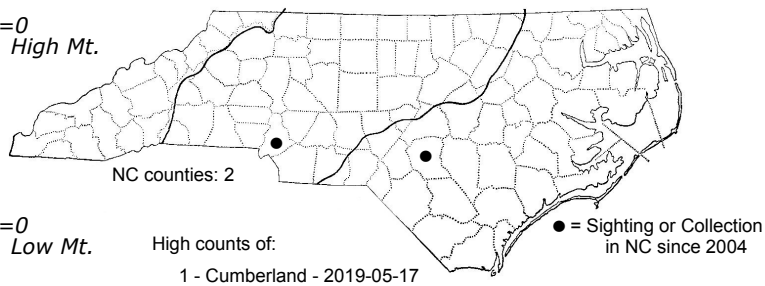 =0
High Mt.
NC counties: 2
=0
Low Mt.
High counts of:
1 - Cumberland - 2019-05-17
● = Sighting or Collection
in NC since 2004